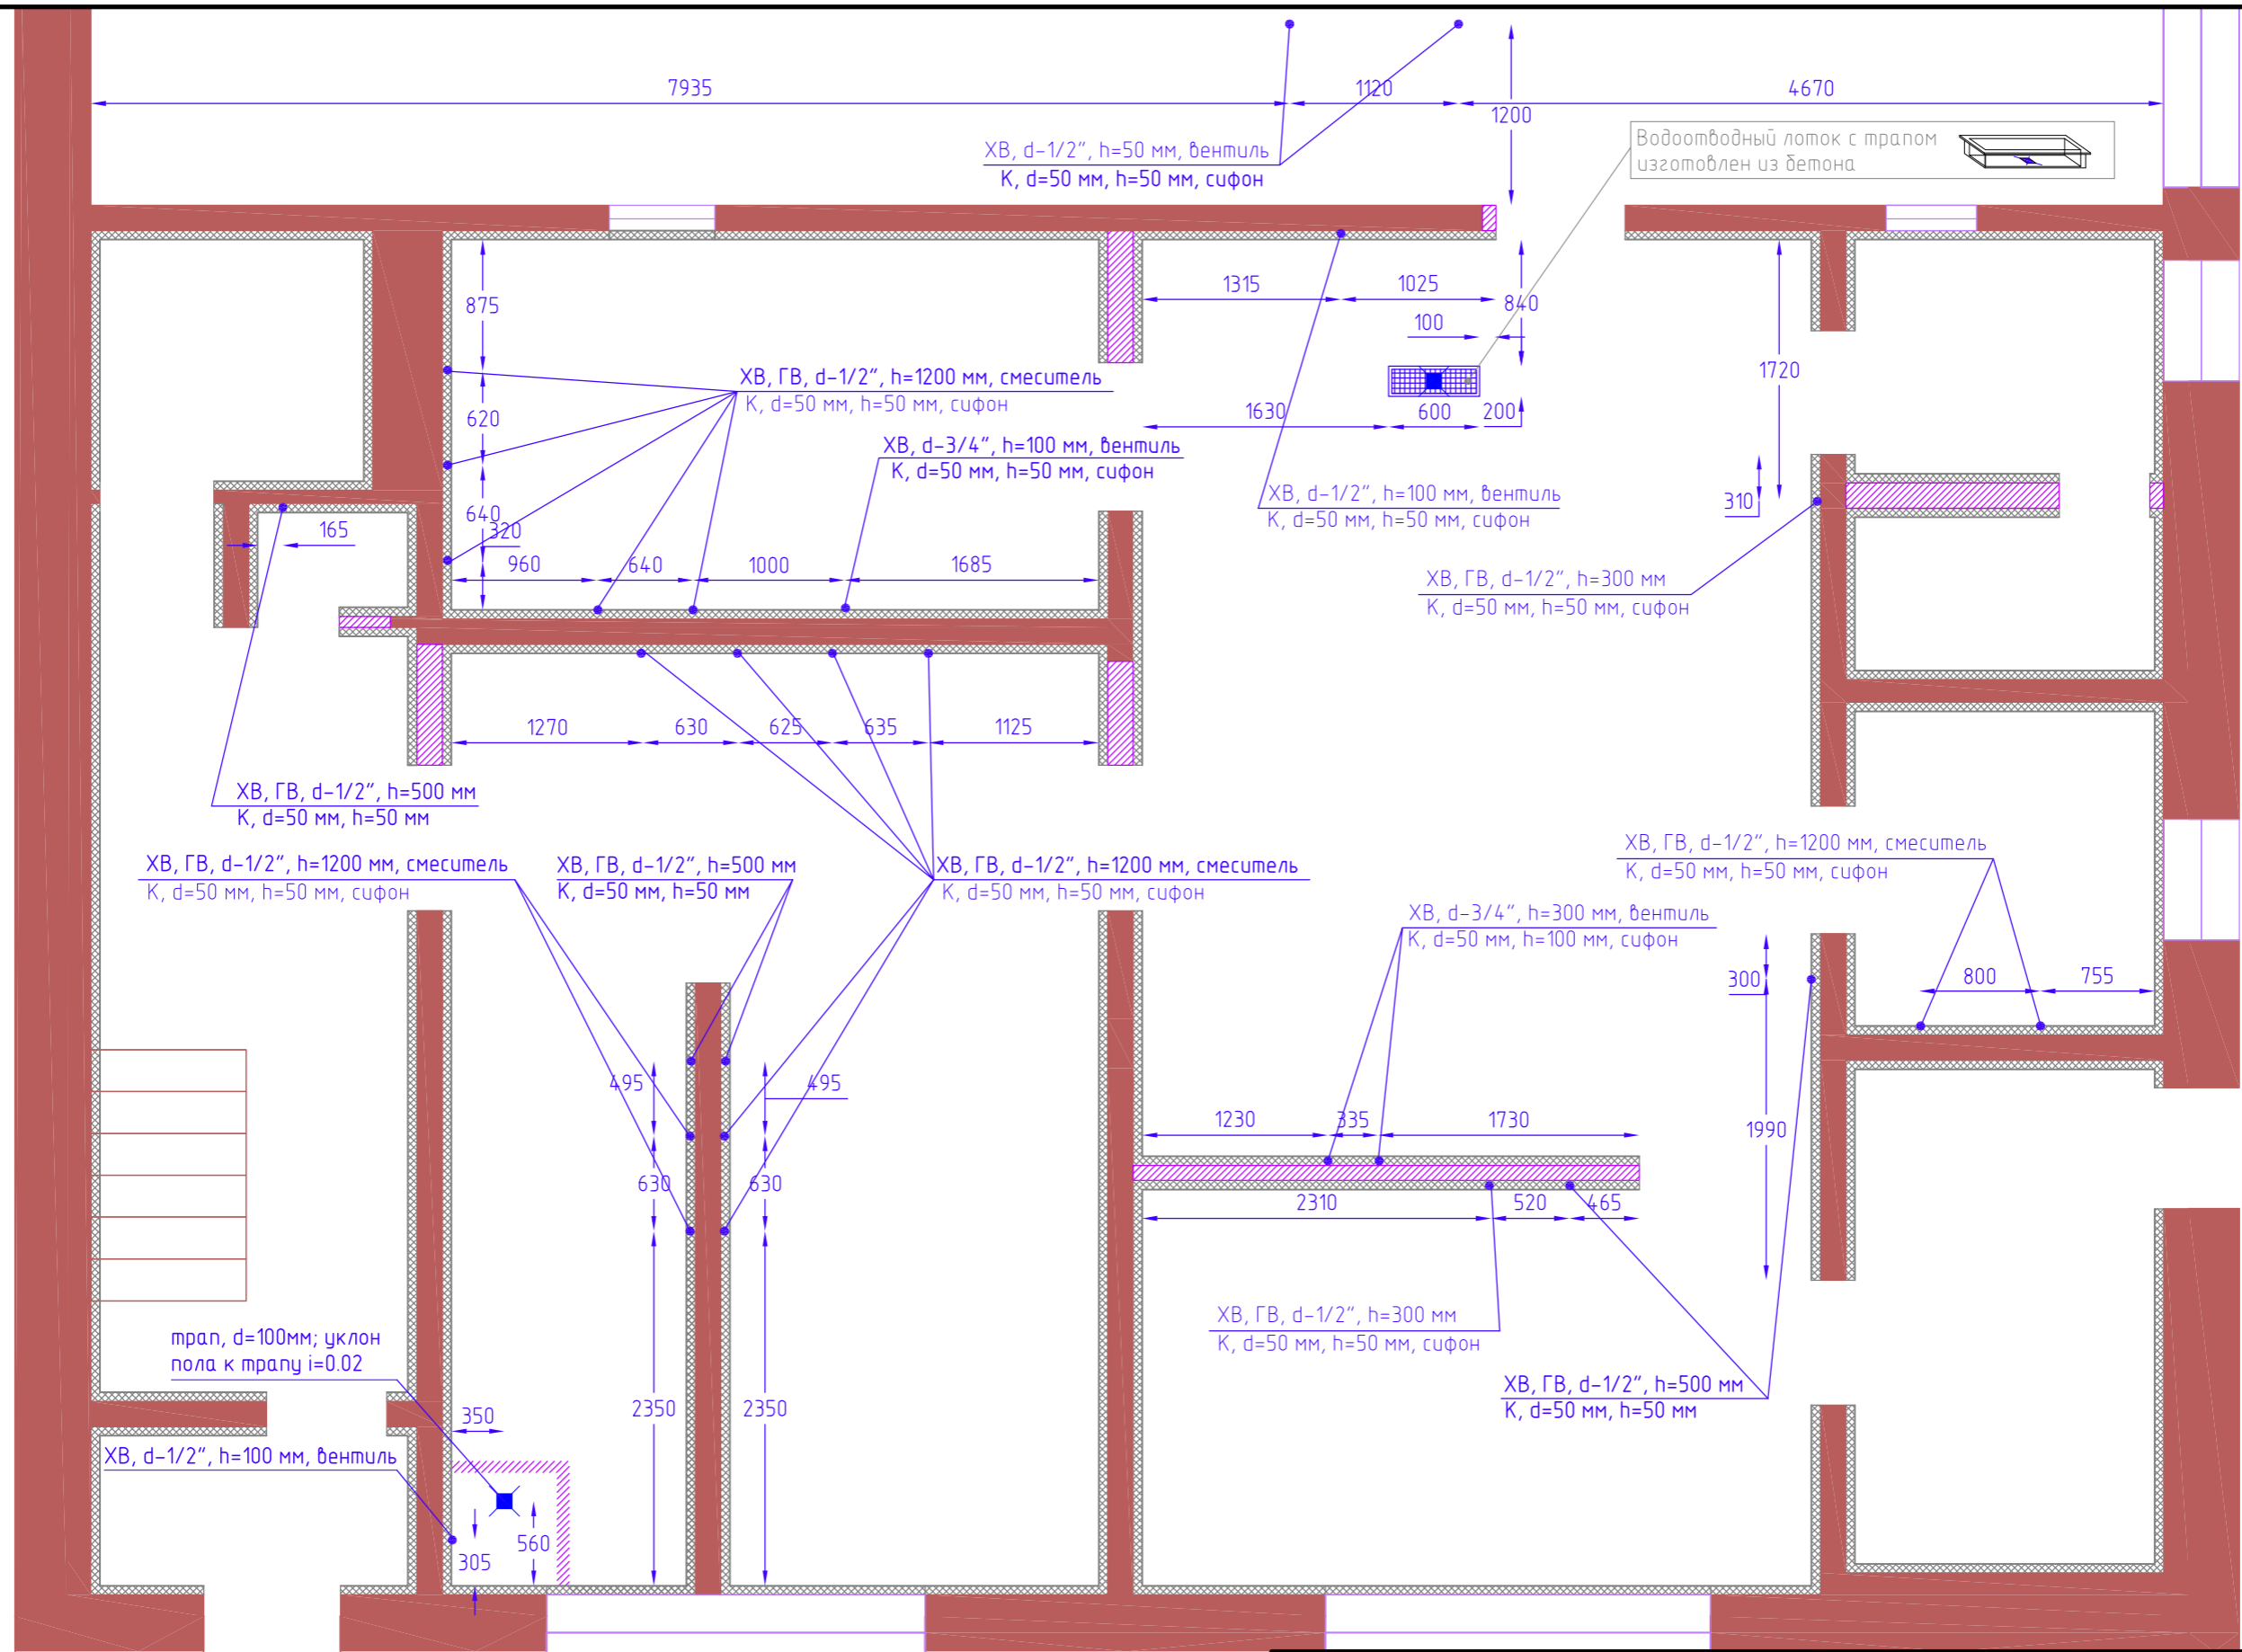 7935
1120
4670
1200
ХВ, d-1/2", h=50 мм, вентиль
К, d=50 мм, h=50 мм, сифон
Водоотводный лоток с трапом
изготовлен из бетона
875
1315
1025
840
100
1720
ХВ, ГВ, d-1/2", h=1200 мм, смеситель
К, d=50 мм, h=50 мм, сифон
620
1630
600
200
ХВ, d-3/4", h=100 мм, вентиль
К, d=50 мм, h=50 мм, сифон
ХВ, d-1/2", h=100 мм, вентиль
К, d=50 мм, h=50 мм, сифон
310
640
320
165
960
640
1000
1685
ХВ, ГВ, d-1/2", h=300 мм
К, d=50 мм, h=50 мм, сифон
1270
630
625
635
1125
ХВ, ГВ, d-1/2", h=500 мм
К, d=50 мм, h=50 мм
ХВ, ГВ, d-1/2", h=1200 мм, смеситель
К, d=50 мм, h=50 мм, сифон
ХВ, ГВ, d-1/2", h=500 мм
К, d=50 мм, h=50 мм
ХВ, ГВ, d-1/2", h=1200 мм, смеситель
К, d=50 мм, h=50 мм, сифон
ХВ, ГВ, d-1/2", h=1200 мм, смеситель
К, d=50 мм, h=50 мм, сифон
ХВ, d-3/4", h=300 мм, вентиль
К, d=50 мм, h=100 мм, сифон
300
800
755
495
495
1230
335
1730
1990
630
630
2310
520
465
ХВ, ГВ, d-1/2", h=300 мм
К, d=50 мм, h=50 мм, сифон
трап, d=100мм; уклон
пола к трапу i=0.02
ХВ, ГВ, d-1/2", h=500 мм
К, d=50 мм, h=50 мм
350
2350
2350
ХВ, d-1/2", h=100 мм, вентиль
560
305